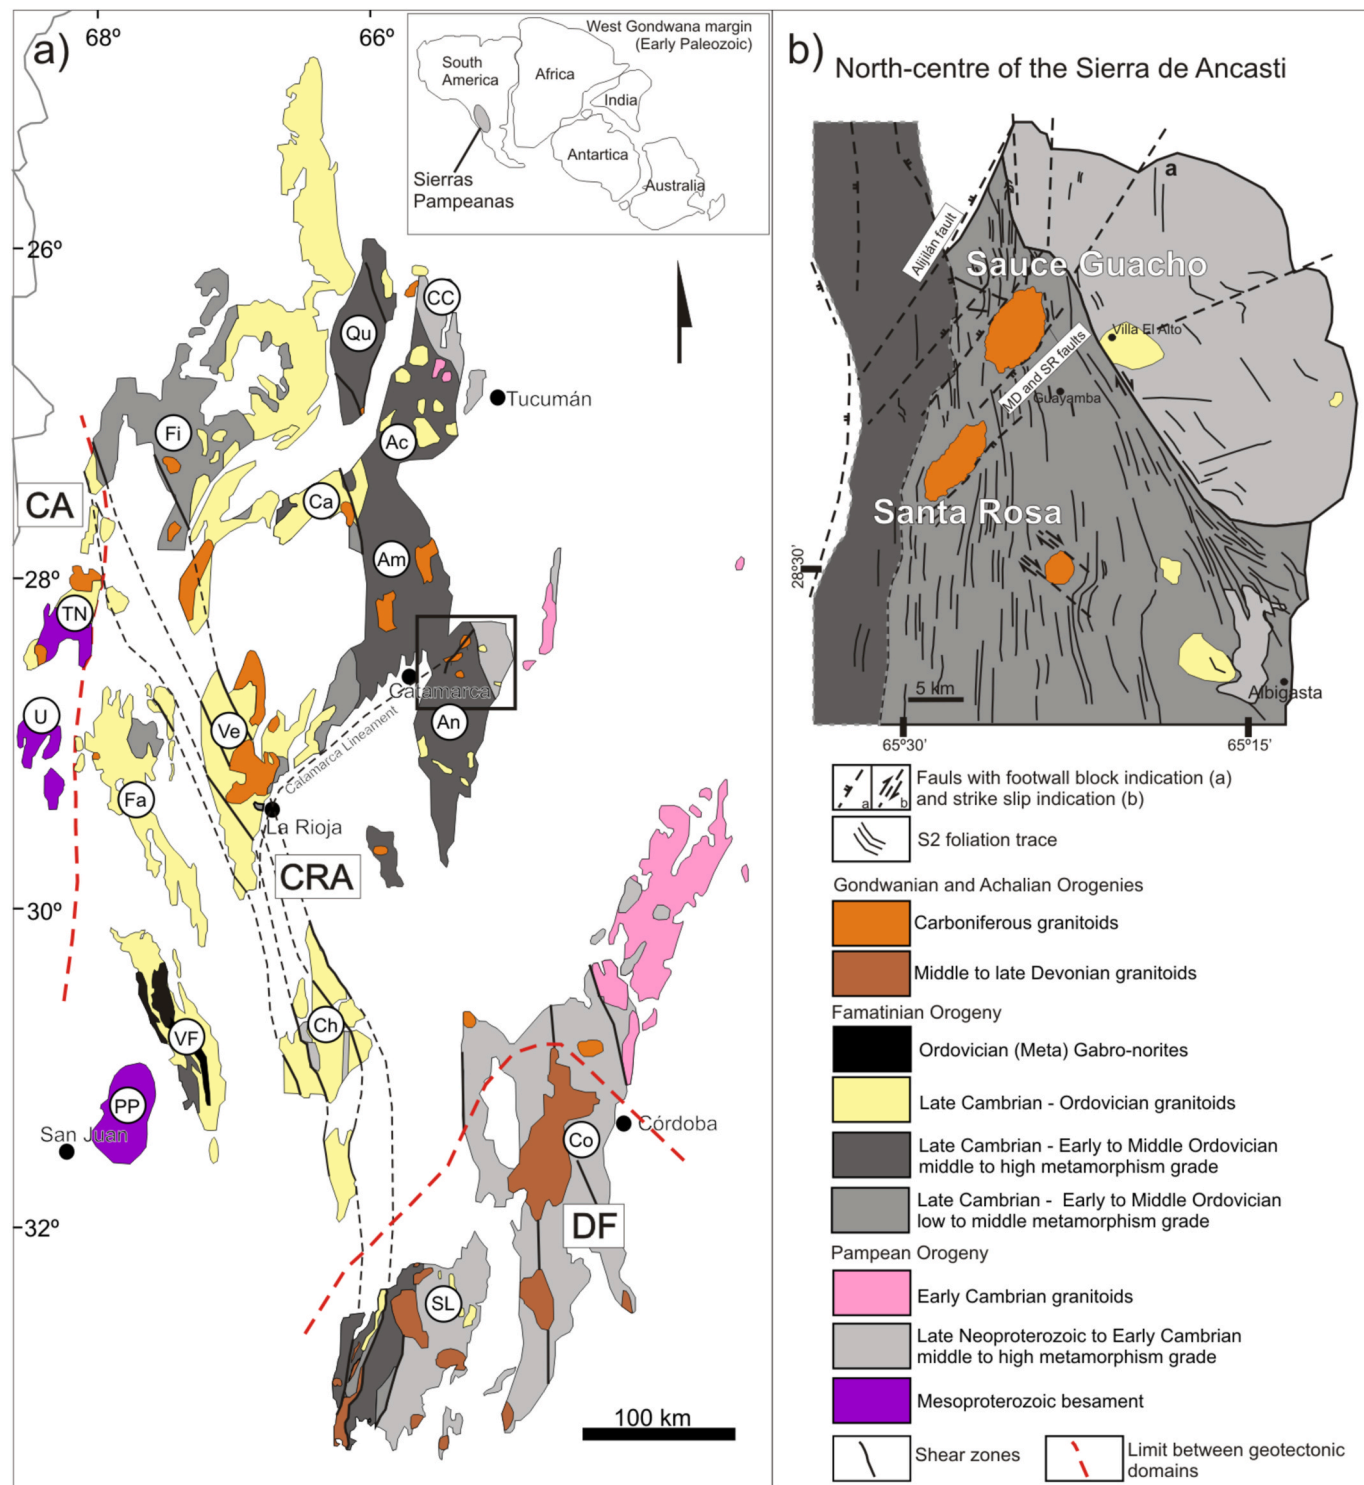 a)
68º
66º
West Gondwana margin
(Early Paleozoic)
South
America
Africa
India
Antartica
Australia
Sierras
Pampeanas
26º
CC
Qu
Tucumán
Fi
Ac
CA
Ca
Am
28º
TN
Catamarca
U
An
Ve
Catamarca Lineament
Fa
La Rioja
CRA
30º
Ch
VF
PP
San Juan
Córdoba
Co
DF
32º
SL
100 km
b)
North-centre of the Sierra de Ancasti
a
Alijilán fault
Sauce Guacho
Villa El Alto
MD and SR faults
Guayamba
Santa Rosa
28º30'
5 km
Albigasta
65º30'
65º15'
a
b
Fauls with footwall block indication (a)
and strike slip indication (b)
S2 foliation trace
Gondwanian and Achalian Orogenies
Carboniferous granitoids
Middle to late Devonian granitoids
Famatinian Orogeny
Ordovician (Meta) Gabro-norites
Late Cambrian - Ordovician granitoids
Late Cambrian - Early to Middle Ordovician
middle to high metamorphism grade
Late Cambrian - Early to Middle Ordovician
low to middle metamorphism grade
Pampean Orogeny
Early Cambrian granitoids
Late Neoproterozoic to Early Cambrian
middle to high metamorphism grade
Mesoproterozoic besament
Shear zones
Limit between geotectonic
domains